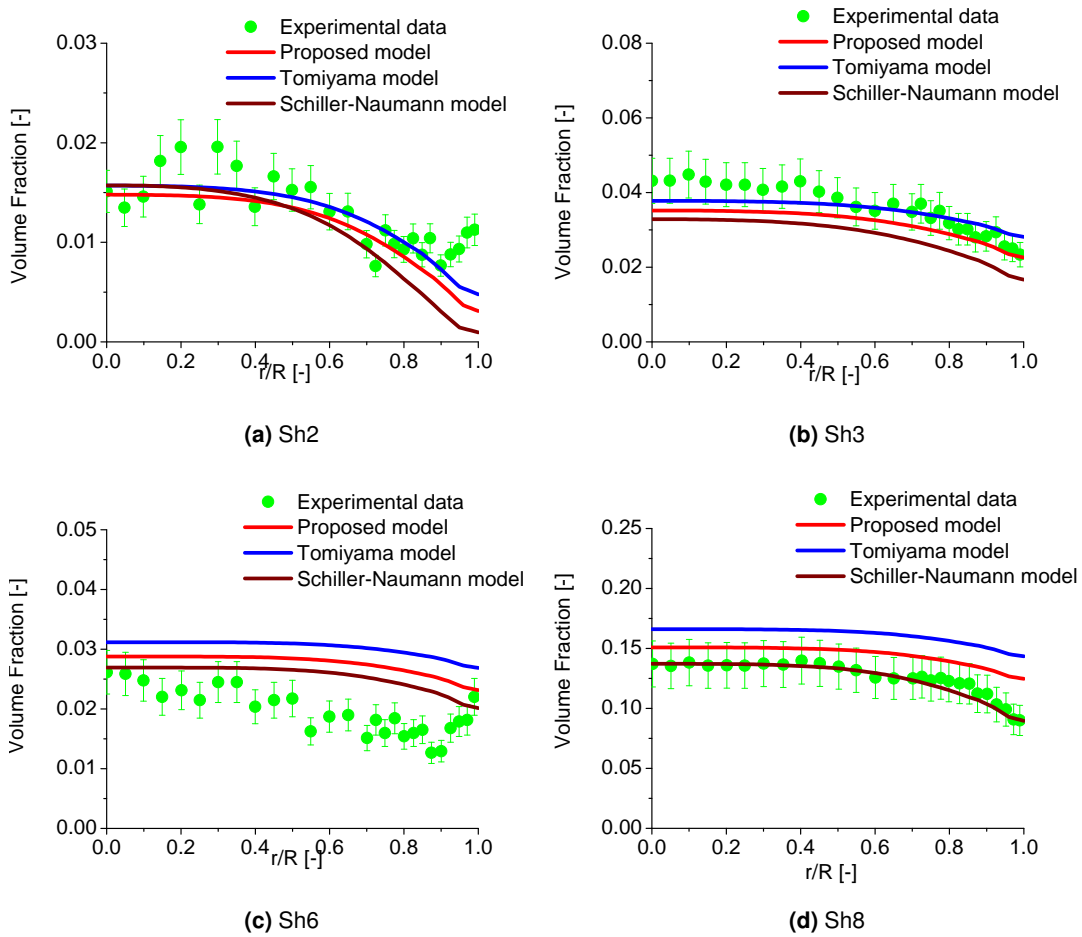 Experimental data
Proposed model
Tomiyama model
Schiller-Naumann model
0.03
0.02
0.01
0.00
Volume Fraction [-]
0.0 0.2 0.4 0.6 0.8 1.0
r/R [-]
(a) Sh2
Experimental data
Proposed model
Tomiyama model
Schiller-Naumann model
0.08
0.06
0.04
0.02
0.00
Volume Fraction [-]
0.0 0.2 0.4 0.6 0.8 1.0
r/R [-]
(b) Sh3
Experimental data
Proposed model
Tomiyama model
Schiller-Naumann model
0.05
0.04
0.03
0.02
0.01
0.00
Volume Fraction [-]
0.0 0.2 0.4 0.6 0.8 1.0
r/R [-]
(c) Sh6
Experimental data
Proposed model
Tomiyama model
Schiller-Naumann model
0.25
0.20
0.15
0.10
0.05
0.00
Volume Fraction [-]
0.0 0.2 0.4 0.6 0.8 1.0
r/R [-]
(d) Sh8